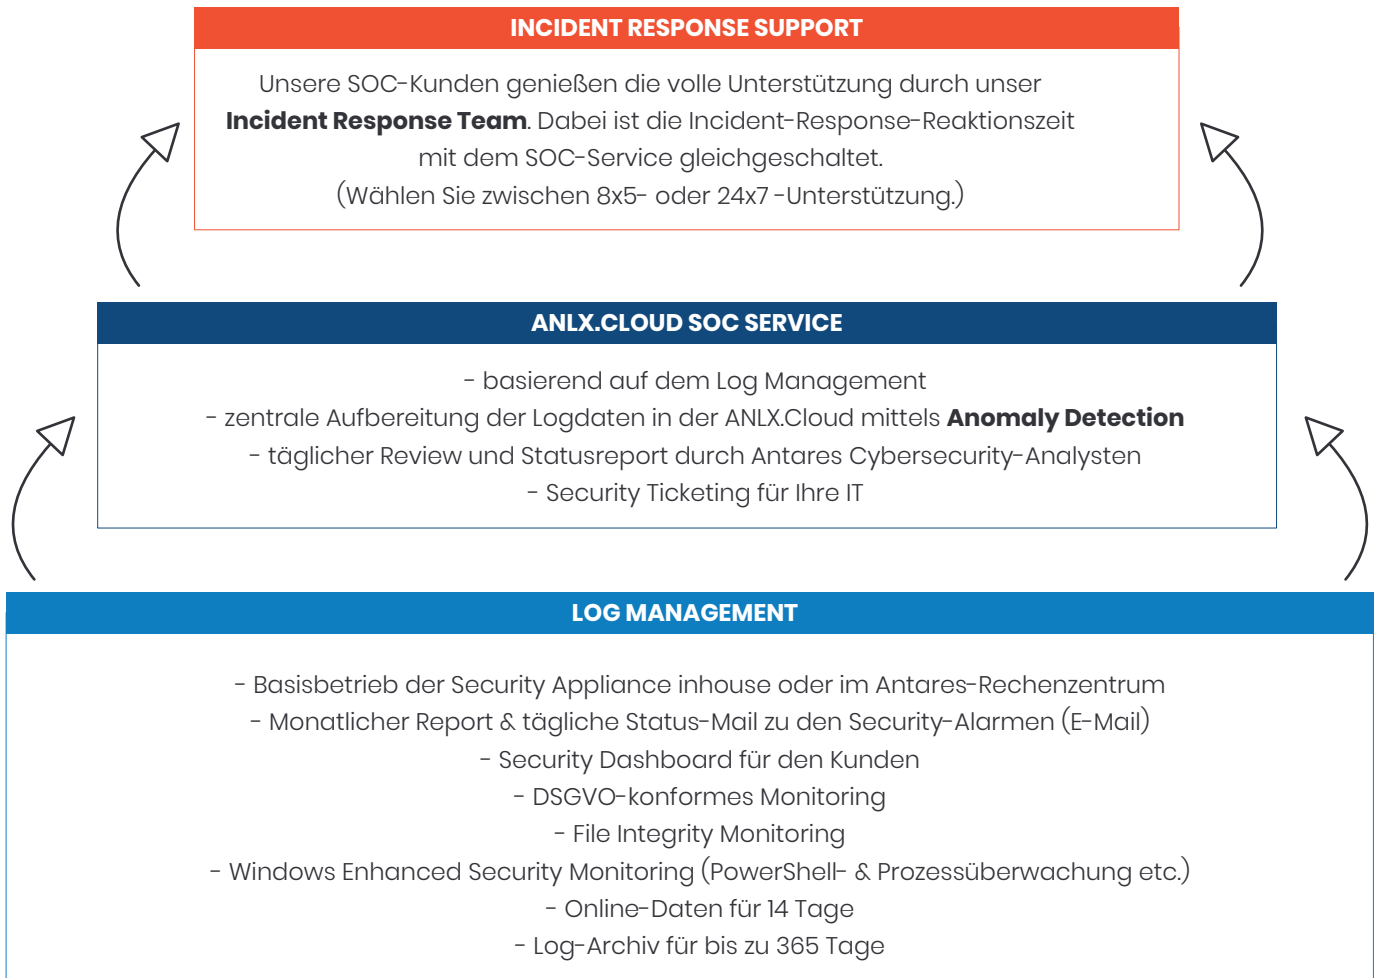 INCIDENT RESPONSE SUPPORT
Unsere SOC-Kunden genießen die volle Unterstützung durch unser
Incident Response Team. Dabei ist die Incident-Response-Reaktionszeit
mit dem SOC-Service gleichgeschaltet.
(Wählen Sie zwischen 8x5- oder 24x7 -Unterstützung.)
ANLX.CLOUD SOC SERVICE
- basierend auf dem Log Management
- zentrale Aufbereitung der Logdaten in der ANLX.Cloud mittels Anomaly Detection
- täglicher Review und Statusreport durch Antares Cybersecurity-Analysten
- Security Ticketing für Ihre IT
LOG MANAGEMENT
- Basisbetrieb der Security Appliance inhouse oder im Antares-Rechenzentrum
- Monatlicher Report & tägliche Status-Mail zu den Security-Alarmen (E-Mail)
- Security Dashboard für den Kunden
- DSGVO-konformes Monitoring
- File Integrity Monitoring
- Windows Enhanced Security Monitoring (PowerShell- & Prozessüberwachung etc.)
- Online-Daten für 14 Tage
- Log-Archiv für bis zu 365 Tage